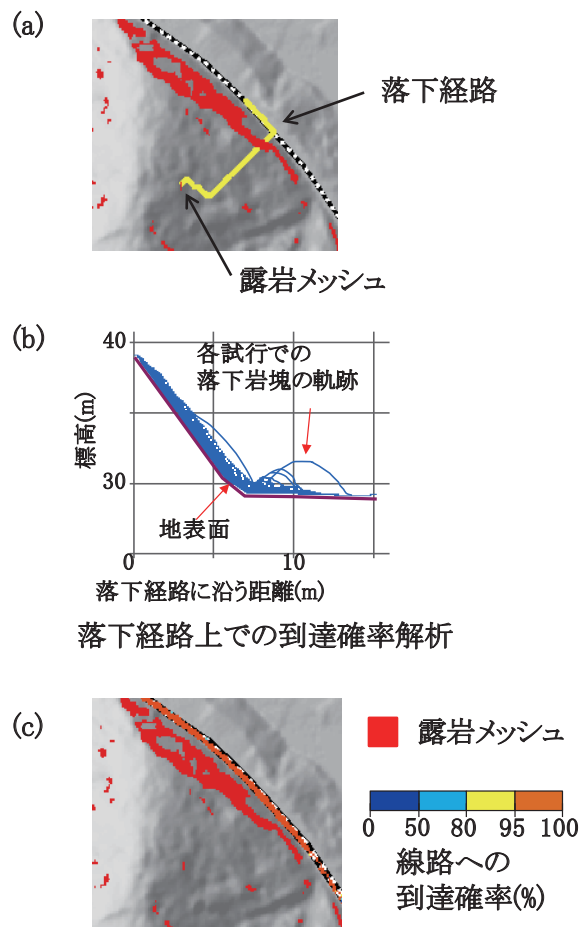 (a)
落下経路
露岩メッシュ
(b)
40
各試行での
落下岩塊の軌跡
標高(m)
30
地表面
0
10
落下経路に沿う距離(m)
落下経路上での到達確率解析
(c)
露岩メッシュ
0 50 80 95 100
線路への
到達確率(%)